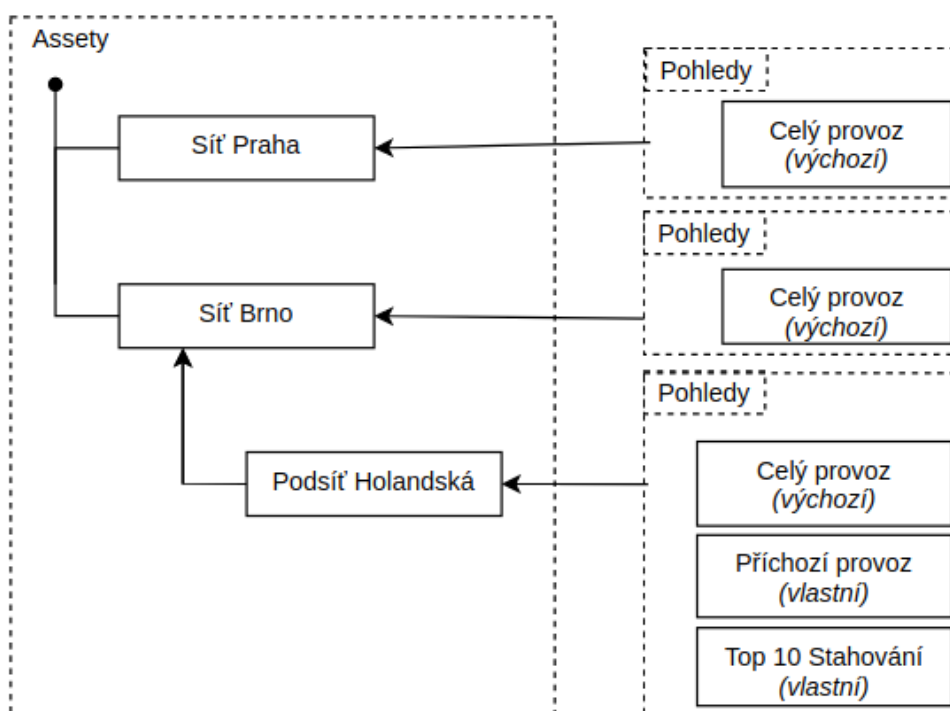 Assety
Pohledy
Síť Praha
Celý provoz
(výchozí)
Pohledy
Síť Brno
Celý provoz
(výchozí)
Pohledy
Podsíť Holandská
Celý provoz
(výchozí)
Příchozí provoz
(vlastní)
Top 10 Stahování
(vlastní)